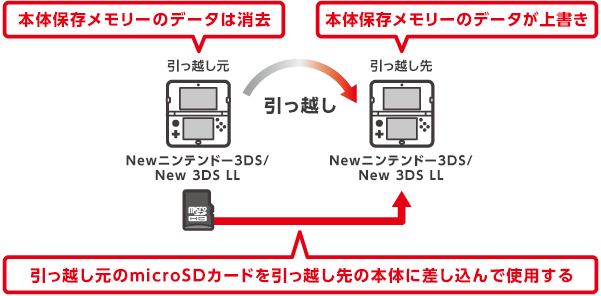 本体保存メモリーのデータは消去
本体保存メモリーのデータが上書き
引っ越し元
引っ越し先
引っ越し
Newニンテンドー3DS/
New 3DS LL
Newニンテンドー3DS/
New 3DS LL
micro
SD
HC
引っ越し元のmicroSDカードを引っ越し先の本体に差し込んで使用する